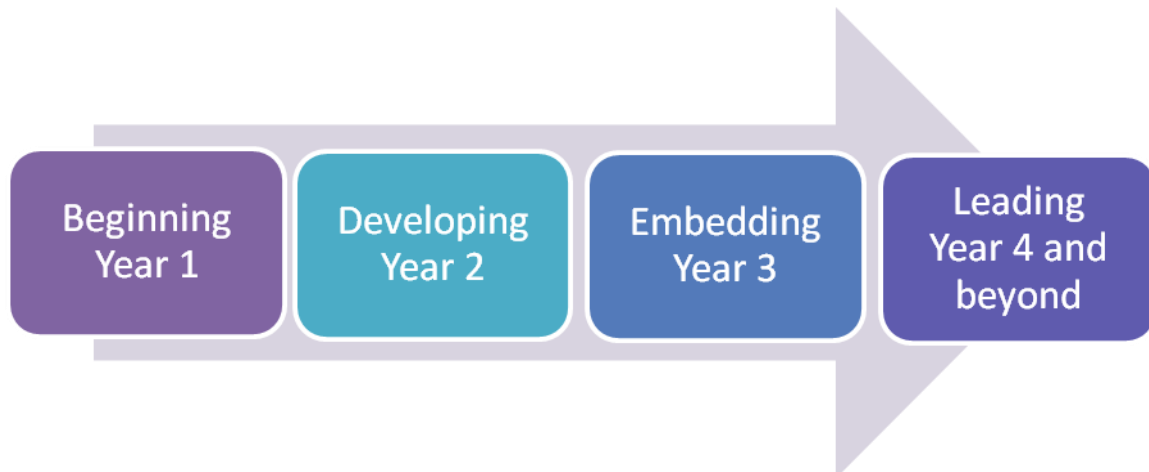 Beginning
Year 1
Developing
Year 2
Embedding
Year 3
Leading
Year 4 and
beyond